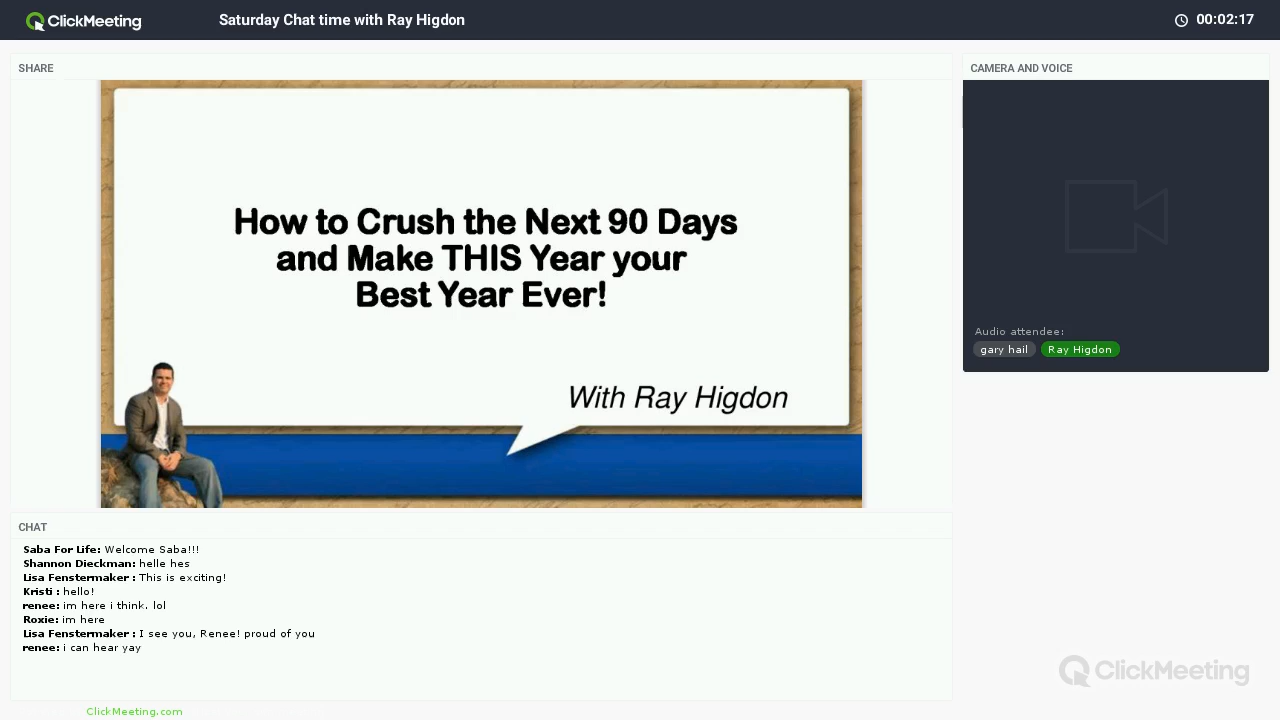 ClickMeeting
Saturday Chat time with Ray Higdon
00:02:17
SHARE
How to Crush the Next 90 Days
and Make THIS Year your
Best Year Ever!
With Ray Higdon
CAMERA AND VOICE
Audio attendee:
gary hail Ray Higdon
CHAT
Saba For Life: Welcome Saba!!!
Shannon Dieckman: helle hes
Lisa Fenstermaker : This is exciting!
Kristi : hello!
renee: im here i think. lol
Roxie: im here
Lisa Fenstermaker : I see you, Renee! proud of you
renee: i can hear yay
ClickMeeting
ClickMeeting.com